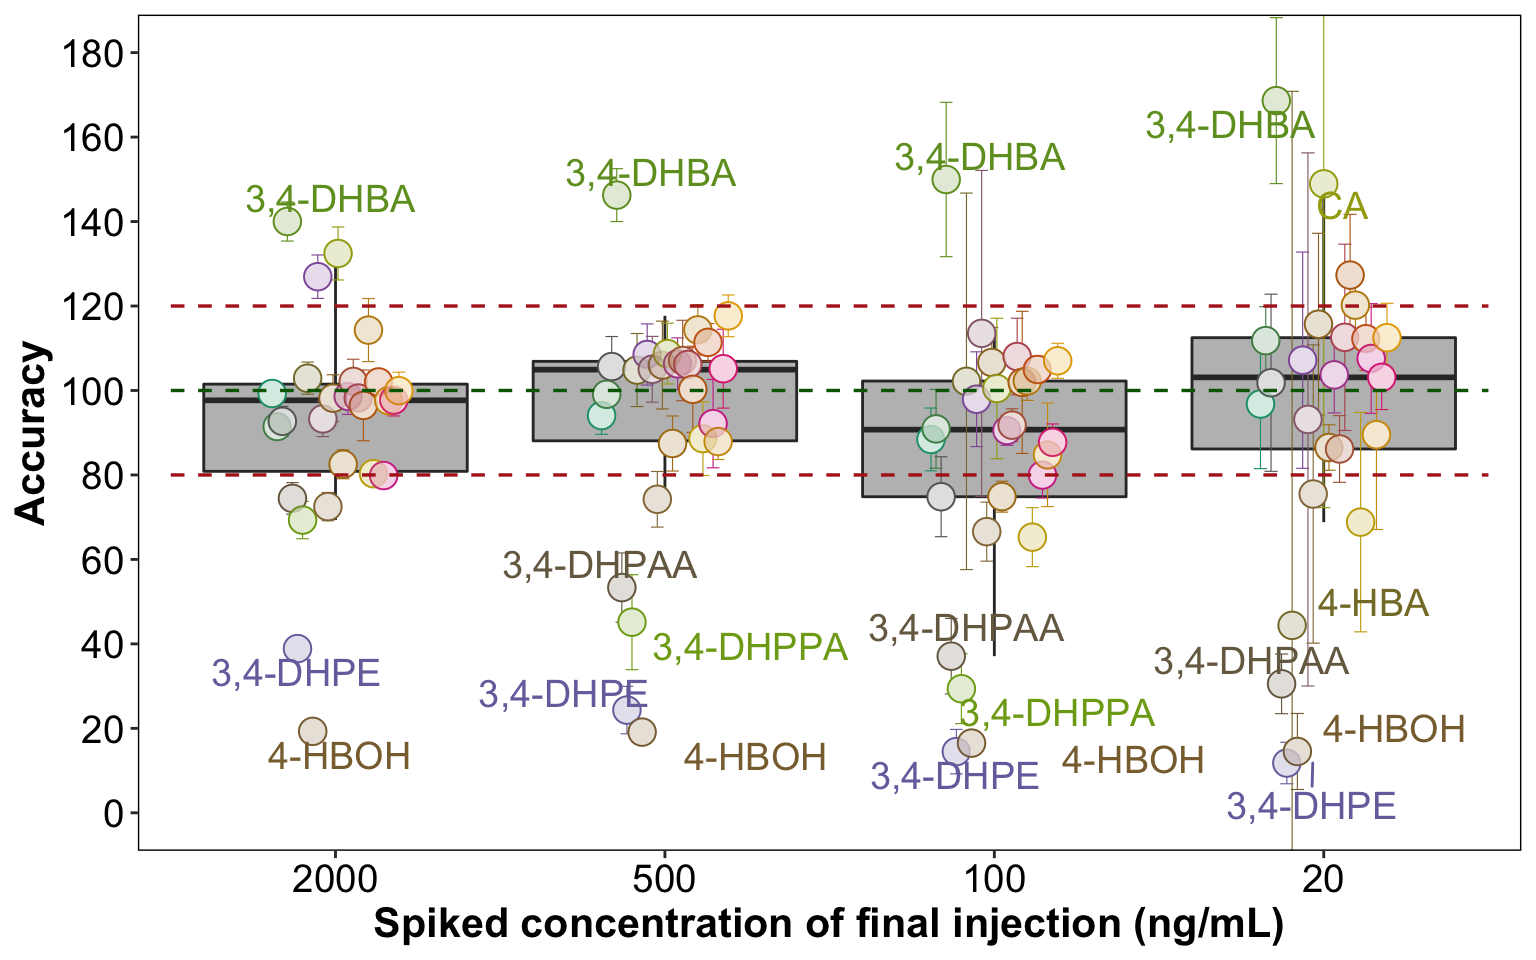 180
160
140
120
100
80
60
40
20
0
Accuracy
3,4-DHBA
3,4-DHPE
4-HBOH
3,4-DHBA
3,4-DHPAA
3,4-DHPPA
3,4-DHPE
4-HBOH
3,4-DHBA
3,4-DHPAA
3,4-DHPPA
3,4-DHPE
4-HBOH
3,4-DHBA
CA
4-HBA
3,4-DHPAA
4-HBOH
3,4-DHPE
2000
500
100
20
Spiked concentration of final injection (ng/mL)